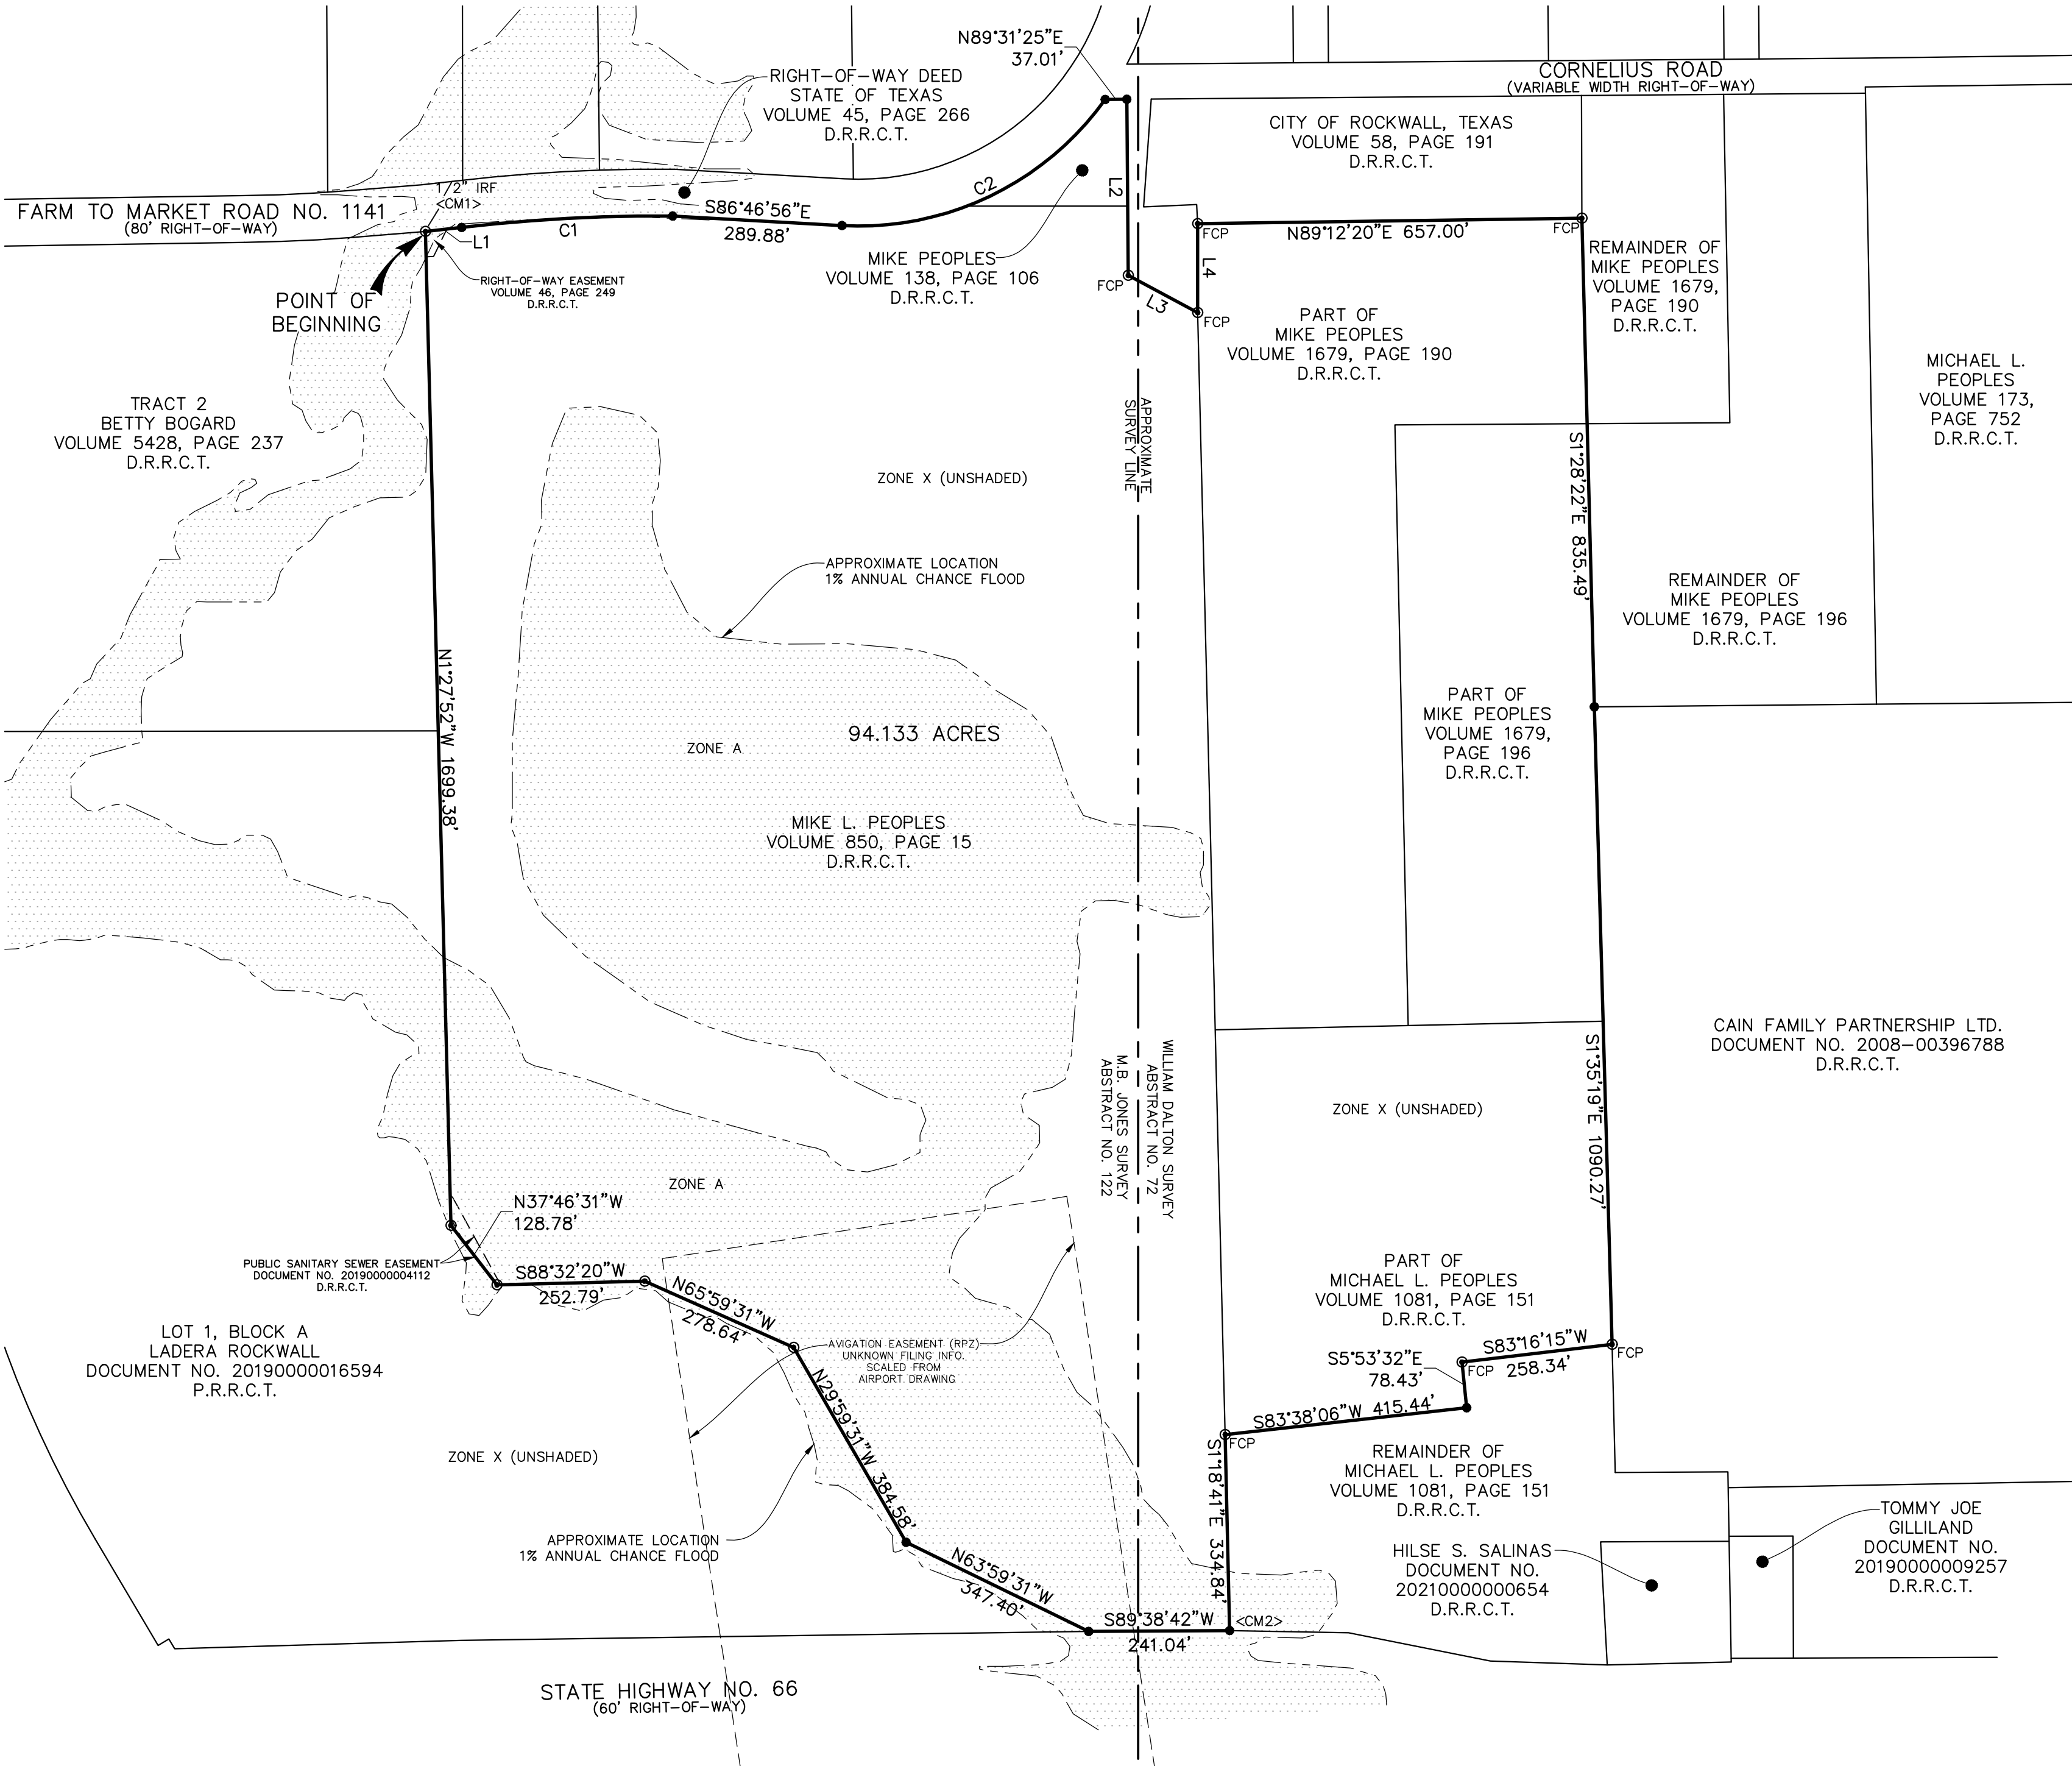 N89°31'25"E
37.01'
CORNELIUS ROAD
(VARIABLE WIDTH RIGHT-OF-WAY)
RIGHT-OF-WAY DEED
STATE OF TEXAS
VOLUME 45, PAGE 266
D.R.R.C.T.
CITY OF ROCKWALL, TEXAS
VOLUME 58, PAGE 191
D.R.R.C.T.
1/2" IRF
<CM1>
FARM TO MARKET ROAD NO. 1141
(80' RIGHT-OF-WAY)
L1
C1
S86°46'56"E
289.88'
C2
L2
L3
L4
FCP
FCP
FCP
FCP
N89°12'20"E 657.00'
MIKE PEOPLES
VOLUME 138, PAGE 106
D.R.R.C.T.
RIGHT-OF-WAY EASEMENT
VOLUME 46, PAGE 249
D.R.R.C.T.
POINT OF
BEGINNING
REMAINDER OF
MIKE PEOPLES
VOLUME 1679,
PAGE 190
D.R.R.C.T.
PART OF
MIKE PEOPLES
VOLUME 1679, PAGE 190
D.R.R.C.T.
MICHAEL L.
PEOPLES
VOLUME 173,
PAGE 752
D.R.R.C.T.
TRACT 2
BETTY BOGARD
VOLUME 5428, PAGE 237
D.R.R.C.T.
APPROXIMATE
SURVEY LINE
ZONE X (UNSHADED)
S1°28'22"E 835.49'
APPROXIMATE LOCATION
1% ANNUAL CHANCE FLOOD
REMAINDER OF
MIKE PEOPLES
VOLUME 1679, PAGE 196
D.R.R.C.T.
N1°27'52"W 1699.38'
94.133 ACRES
ZONE A
PART OF
MIKE PEOPLES
VOLUME 1679,
PAGE 196
D.R.R.C.T.
MIKE L. PEOPLES
VOLUME 850, PAGE 15
D.R.R.C.T.
CAIN FAMILY PARTNERSHIP LTD.
DOCUMENT NO. 2008-00396788
D.R.R.C.T.
S1°35'19"E 1090.27'
WILLIAM DALTON SURVEY
ABSTRACT NO. 72
M.B. JONES SURVEY
ABSTRACT NO. 122
ZONE X (UNSHADED)
ZONE A
N37°46'31"W
128.78'
PUBLIC SANITARY SEWER EASEMENT
DOCUMENT NO. 20190000004112
D.R.R.C.T.
S88°32'20"W
252.79'
N65°59'31"W
278.64'
PART OF
MICHAEL L. PEOPLES
VOLUME 1081, PAGE 151
D.R.R.C.T.
LOT 1, BLOCK A
LADERA ROCKWALL
DOCUMENT NO. 20190000016594
P.R.R.C.T.
AVIGATION EASEMENT (RPZ)
UNKNOWN FILING INFO.
SCALED FROM
AIRPORT DRAWING
S83°16'15"W
258.34'
FCP
FCP
S5°53'32"E
78.43'
S83°38'06"W 415.44'
FCP
N29°59'31"W 384.58'
S1°18'41"E 334.84'
ZONE X (UNSHADED)
REMAINDER OF
MICHAEL L. PEOPLES
VOLUME 1081, PAGE 151
D.R.R.C.T.
APPROXIMATE LOCATION
1% ANNUAL CHANCE FLOOD
TOMMY JOE
GILLILAND
DOCUMENT NO.
20190000009257
D.R.R.C.T.
HILSE S. SALINAS
DOCUMENT NO.
20210000000654
D.R.R.C.T.
N63°59'31"W
347.40'
S89°38'42"W
241.04'
<CM2>
STATE HIGHWAY NO. 66
(60' RIGHT-OF-WAY)